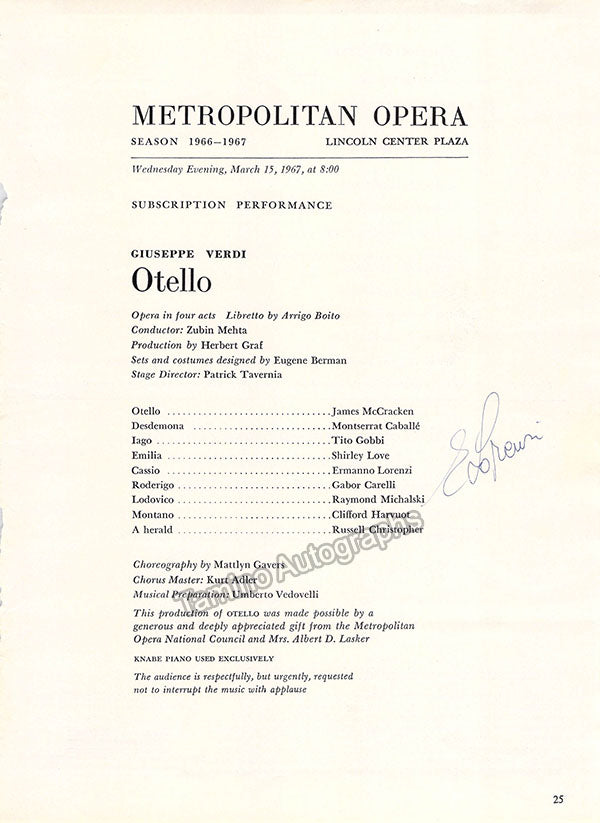 METROPOLITAN OPERA
SEASON 1966–1967 LINCOLN CENTER PLAZA
Wednesday Evening, March 15, 1967, at 8:00
SUBSCRIPTION PERFORMANCE
GIUSEPPE VERDI
Otello
Opera in four acts Libretto by Arrigo Boito
Conductor: Zubin Mehta
Production by Herbert Graf
Sets and costumes designed by Eugene Berman
Stage Director: Patrick Tavernia
Otello ................................ James McCracken
Desdemona ........................... Montserrat Caballé
Iago .................................. Tito Gobbi
Emilia ................................ Shirley Love
Cassio ................................ Ermanno Lorenzi
Roderigo .............................. Gabor Carelli
Lodovico .............................. Raymond Michalski
Montano ............................... Clifford Harvuot
A herald .............................. Russell Christopher
Tamino Autographs
Choreography by Mattlyn Gavers
Chorus Master: Kurt Adler
Musical Preparation: Umberto Vedovelli
This production of OTELLO was made possible by a
generous and deeply appreciated gift from the Metropolitan
Opera National Council and Mrs. Albert D. Lasker
KNABE PIANO USED EXCLUSIVELY
The audience is respectfully, but urgently, requested
not to interrupt the music with applause
25